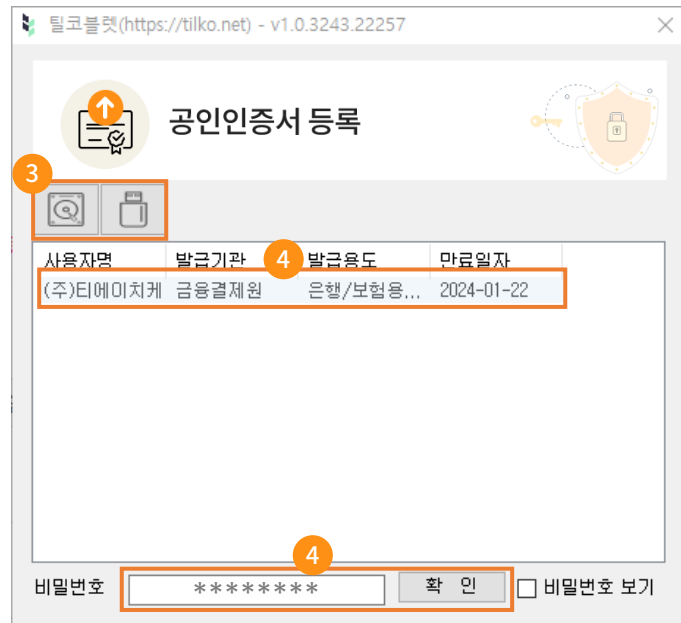 틸코블렛(https://tilko.net) - v1.0.3243.22257
공인인증서 등록
3
사용자명 발급기관 4 발급용도 만료일자
(주)티에이치케 금융결제원 은행/보험용... 2024-01-22
4
비밀번호 ******** 확 인 비밀번호 보기